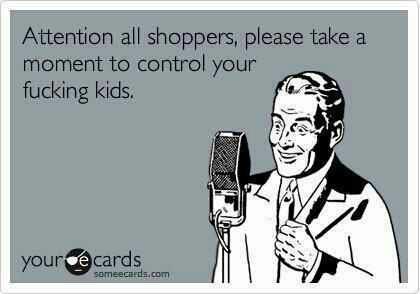 Attention all shoppers, please take a
moment to control your
fucking kids.
your e cards
someecards.com